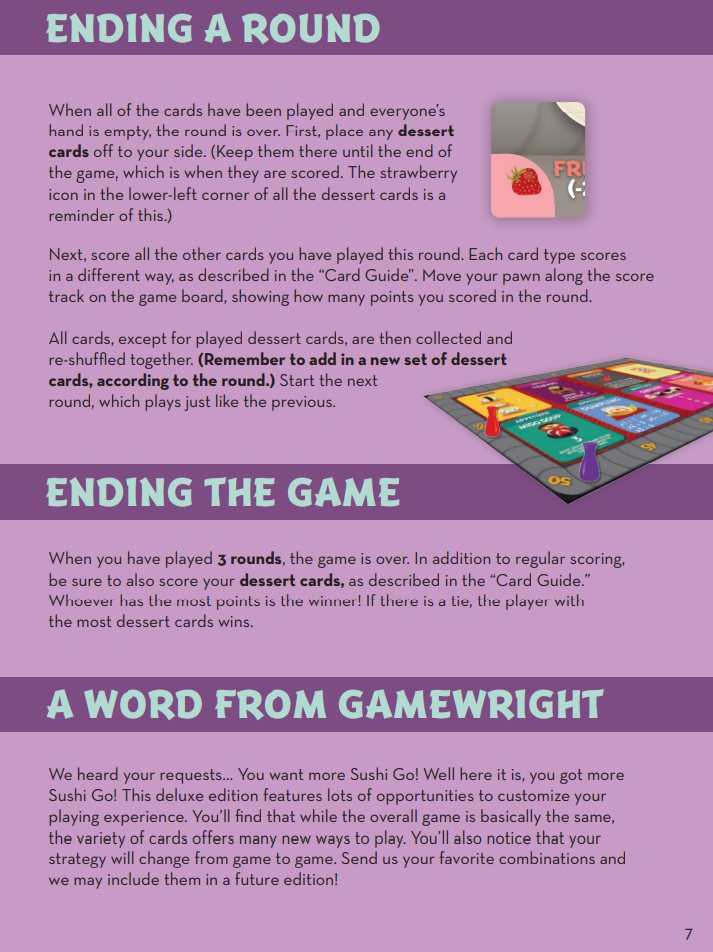 ENDING A ROUND
When all of the cards have been played and everyone's
hand is empty, the round is over. First, place any dessert
cards off to your side. (Keep them there until the end of
the game, which is when they are scored. The strawberry
icon in the lower-left corner of all the dessert cards is a
reminder of this.)
FRU
(-2
Next, score all the other cards you have played this round. Each card type scores
in a different way, as described in the “Card Guide”. Move your pawn along the score
track on the game board, showing how many points you scored in the round.
All cards, except for played dessert cards, are then collected and
re-shuffled together. (Remember to add in a new set of dessert
cards, according to the round.) Start the next
round, which plays just like the previous.
MISO SOUP
3
50
ENDING THE GAME
When you have played 3 rounds, the game is over. In addition to regular scoring,
be sure to also score your dessert cards, as described in the “Card Guide.”
Whoever has the most points is the winner! If there is a tie, the player with
the most dessert cards wins.
A WORD FROM GAMEWRIGHT
We heard your requests... You want more Sushi Go! Well here it is, you got more
Sushi Go! This deluxe edition features lots of opportunities to customize your
playing experience. You'll find that while the overall game is basically the same,
the variety of cards offers many new ways to play. You'll also notice that your
strategy will change from game to game. Send us your favorite combinations and
we may include them in a future edition!
7